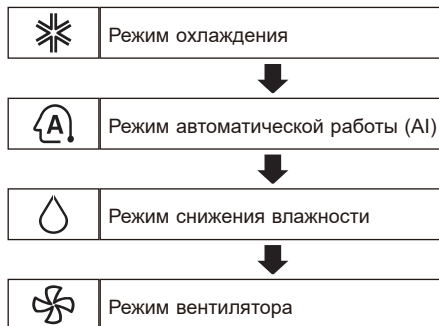 Режим охлаждения
A Режим автоматической работы (AI)
Режим снижения влажности
Режим вентилятора